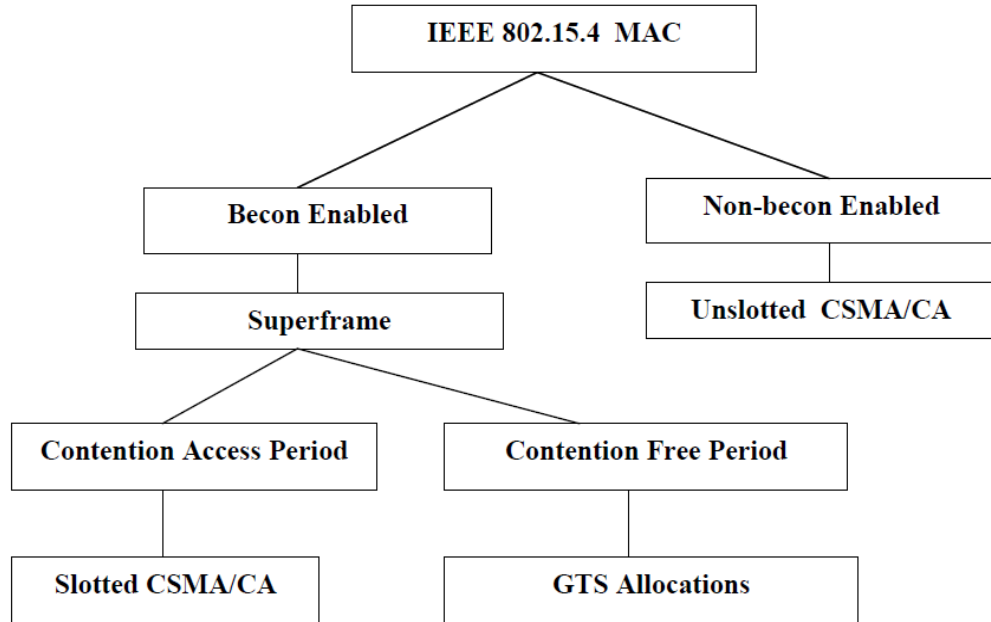 IEEE 802.15.4 MAC
Becon Enabled
Non-becon Enabled
Superframe
Unslotted CSMA/CA
Contention Access Period
Contention Free Period
Slotted CSMA/CA
GTS Allocations